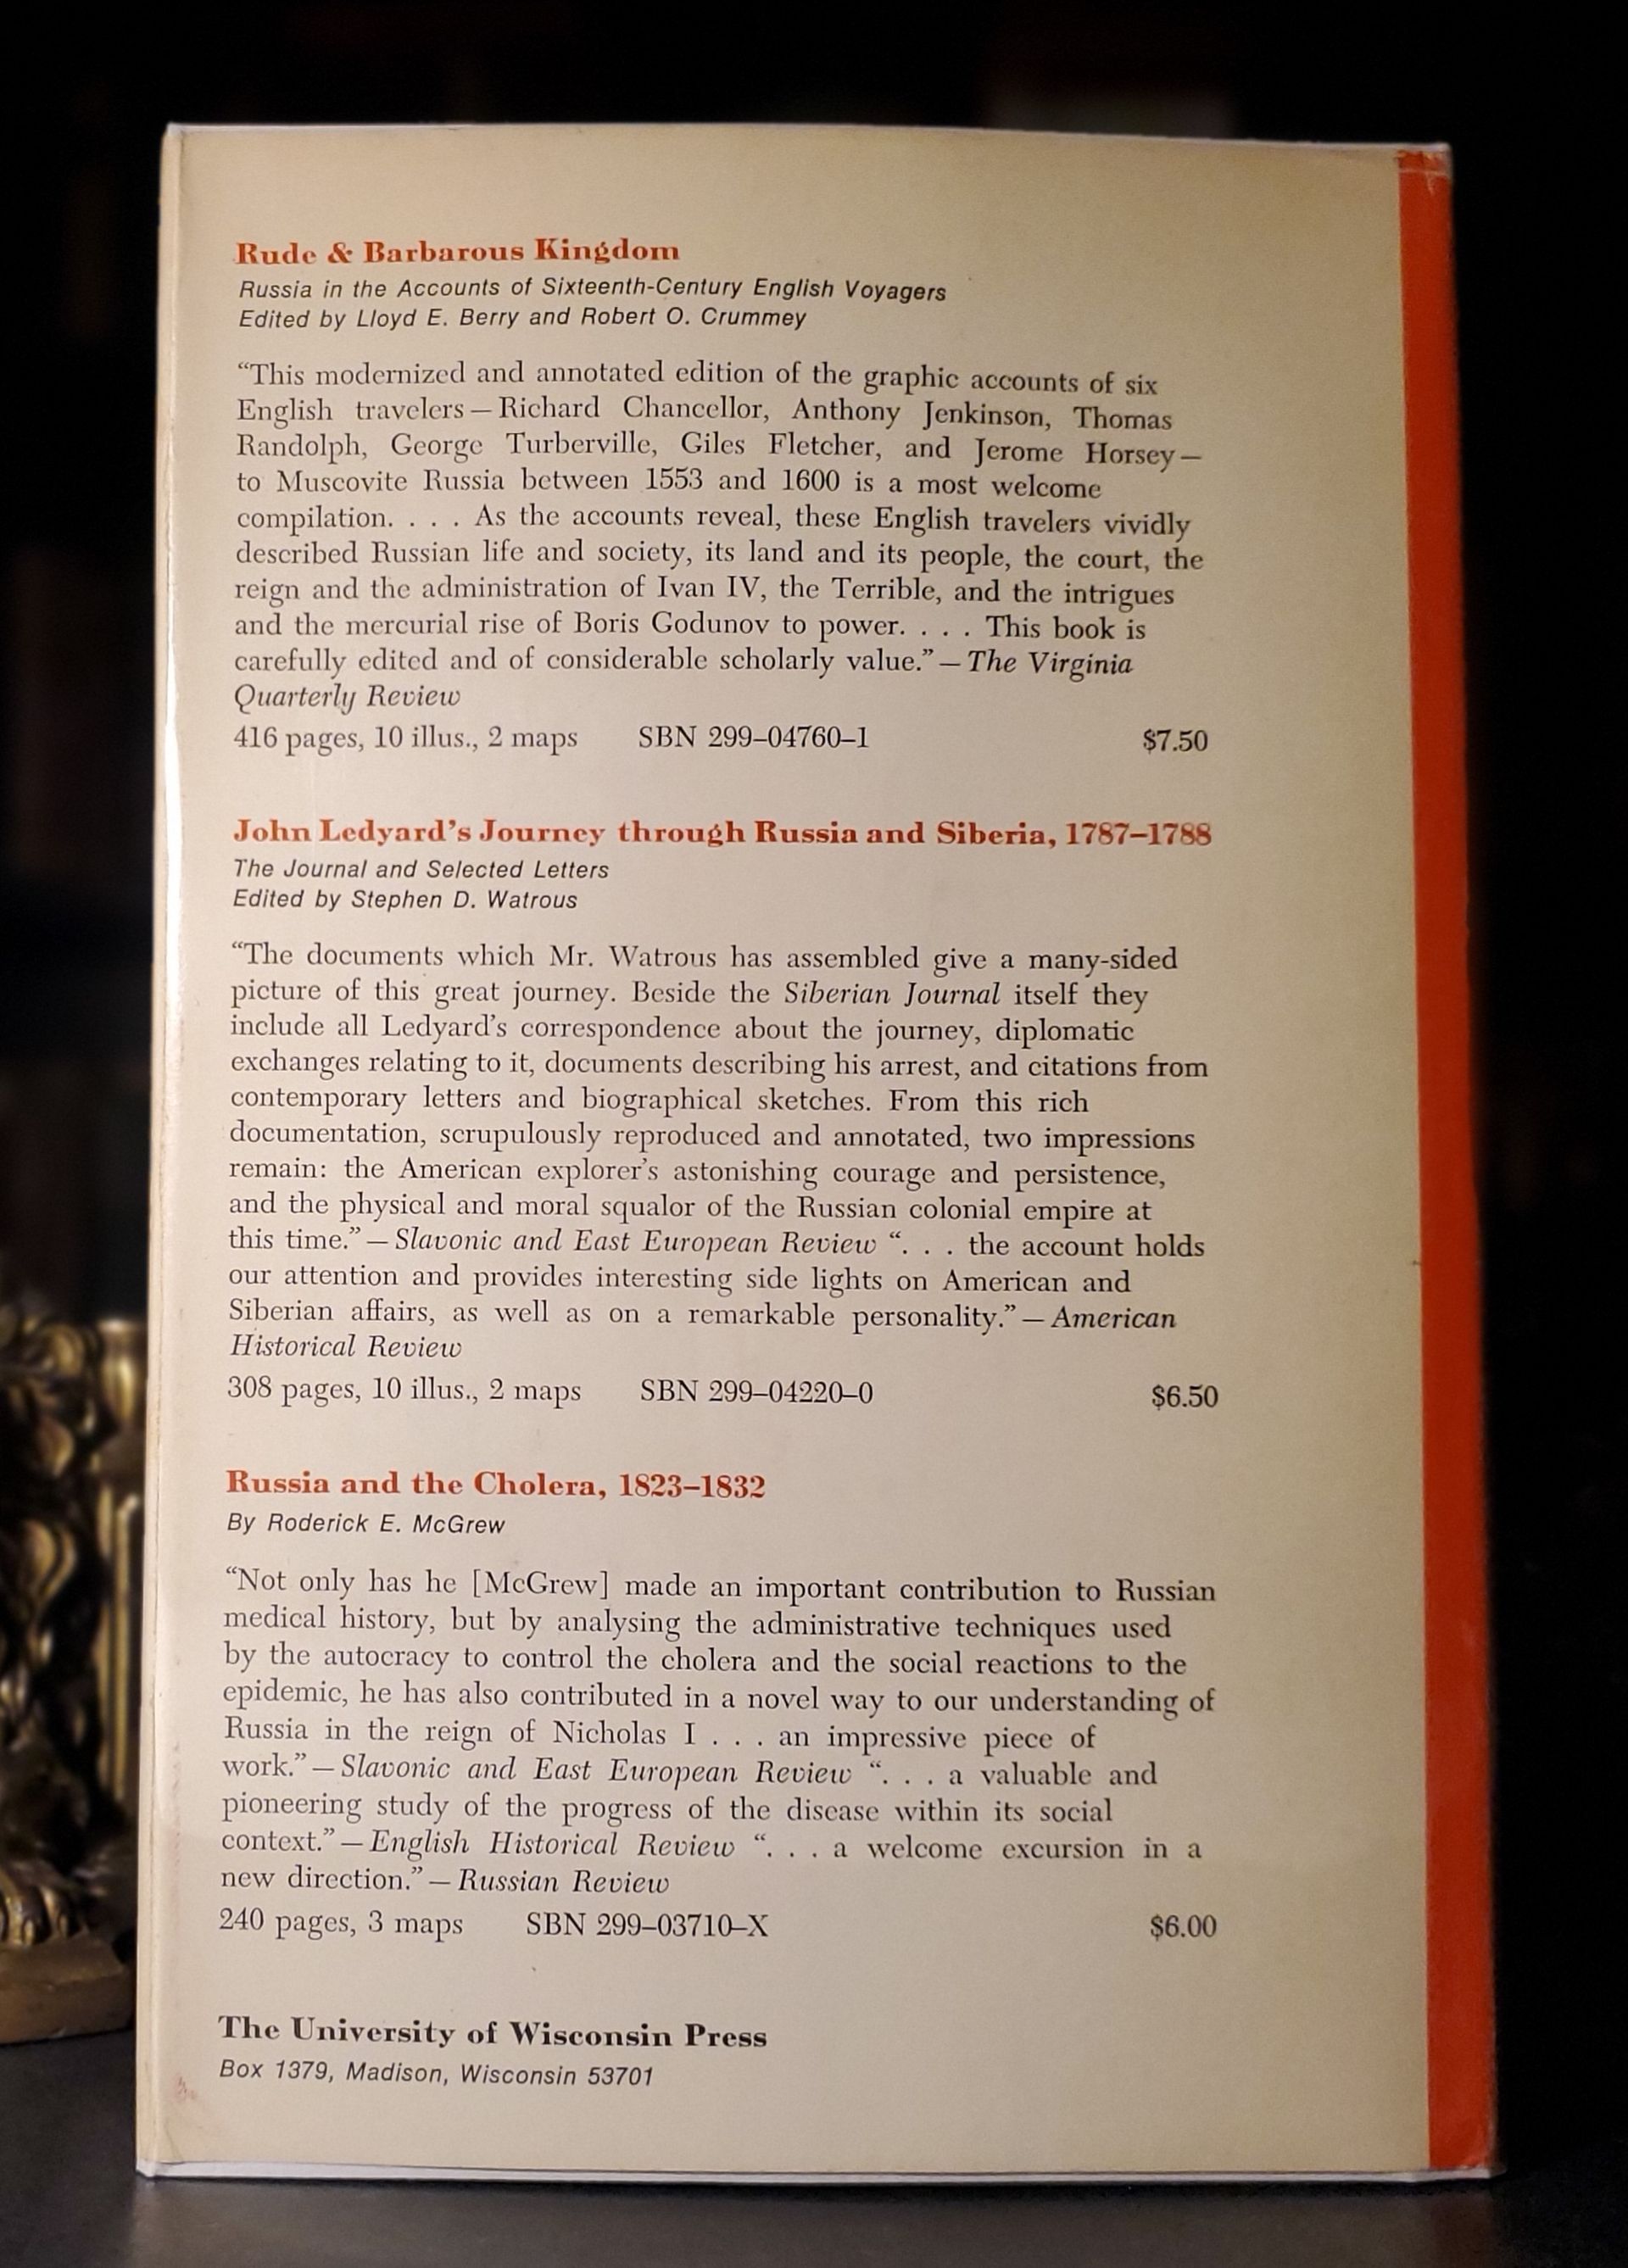 Rude & Barbarous Kingdom
Russia in the Accounts of Sixteenth-Century English Voyagers
Edited by Lloyd E. Berry and Robert O. Crummey
“This modernized and annotated edition of the graphic accounts of six
English travelers—Richard Chancellor, Anthony Jenkinson, Thomas
Randolph, George Turberville, Giles Fletcher, and Jerome Horsey—
to Muscovite Russia between 1553 and 1600 is a most welcome
compilation. . . . As the accounts reveal, these English travelers vividly
described Russian life and society, its land and its people, the court, the
reign and the administration of Ivan IV, the Terrible, and the intrigues
and the mercurial rise of Boris Godunov to power. . . . This book is
carefully edited and of considerable scholarly value.”—The Virginia
Quarterly Review
416 pages, 10 illus., 2 maps SBN 299–04760–1 $7.50
John Ledyard’s Journey through Russia and Siberia, 1787–1788
The Journal and Selected Letters
Edited by Stephen D. Watrous
“The documents which Mr. Watrous has assembled give a many-sided
picture of this great journey. Beside the Siberian Journal itself they
include all Ledyard’s correspondence about the journey, diplomatic
exchanges relating to it, documents describing his arrest, and citations from
contemporary letters and biographical sketches. From this rich
documentation, scrupulously reproduced and annotated, two impressions
remain: the American explorer’s astonishing courage and persistence,
and the physical and moral squalor of the Russian colonial empire at
this time.”—Slavonic and East European Review “. . . the account holds
our attention and provides interesting side lights on American and
Siberian affairs, as well as on a remarkable personality.”—American
Historical Review
308 pages, 10 illus., 2 maps SBN 299–04220–0 $6.50
Russia and the Cholera, 1823–1832
By Roderick E. McGrew
“Not only has he [McGrew] made an important contribution to Russian
medical history, but by analysing the administrative techniques used
by the autocracy to control the cholera and the social reactions to the
epidemic, he has also contributed in a novel way to our understanding of
Russia in the reign of Nicholas I . . . an impressive piece of
work.”—Slavonic and East European Review “. . . a valuable and
pioneering study of the progress of the disease within its social
context.”—English Historical Review “. . . a welcome excursion in a
new direction.”—Russian Review
240 pages, 3 maps SBN 299–03710–X $6.00
The University of Wisconsin Press
Box 1379, Madison, Wisconsin 53701